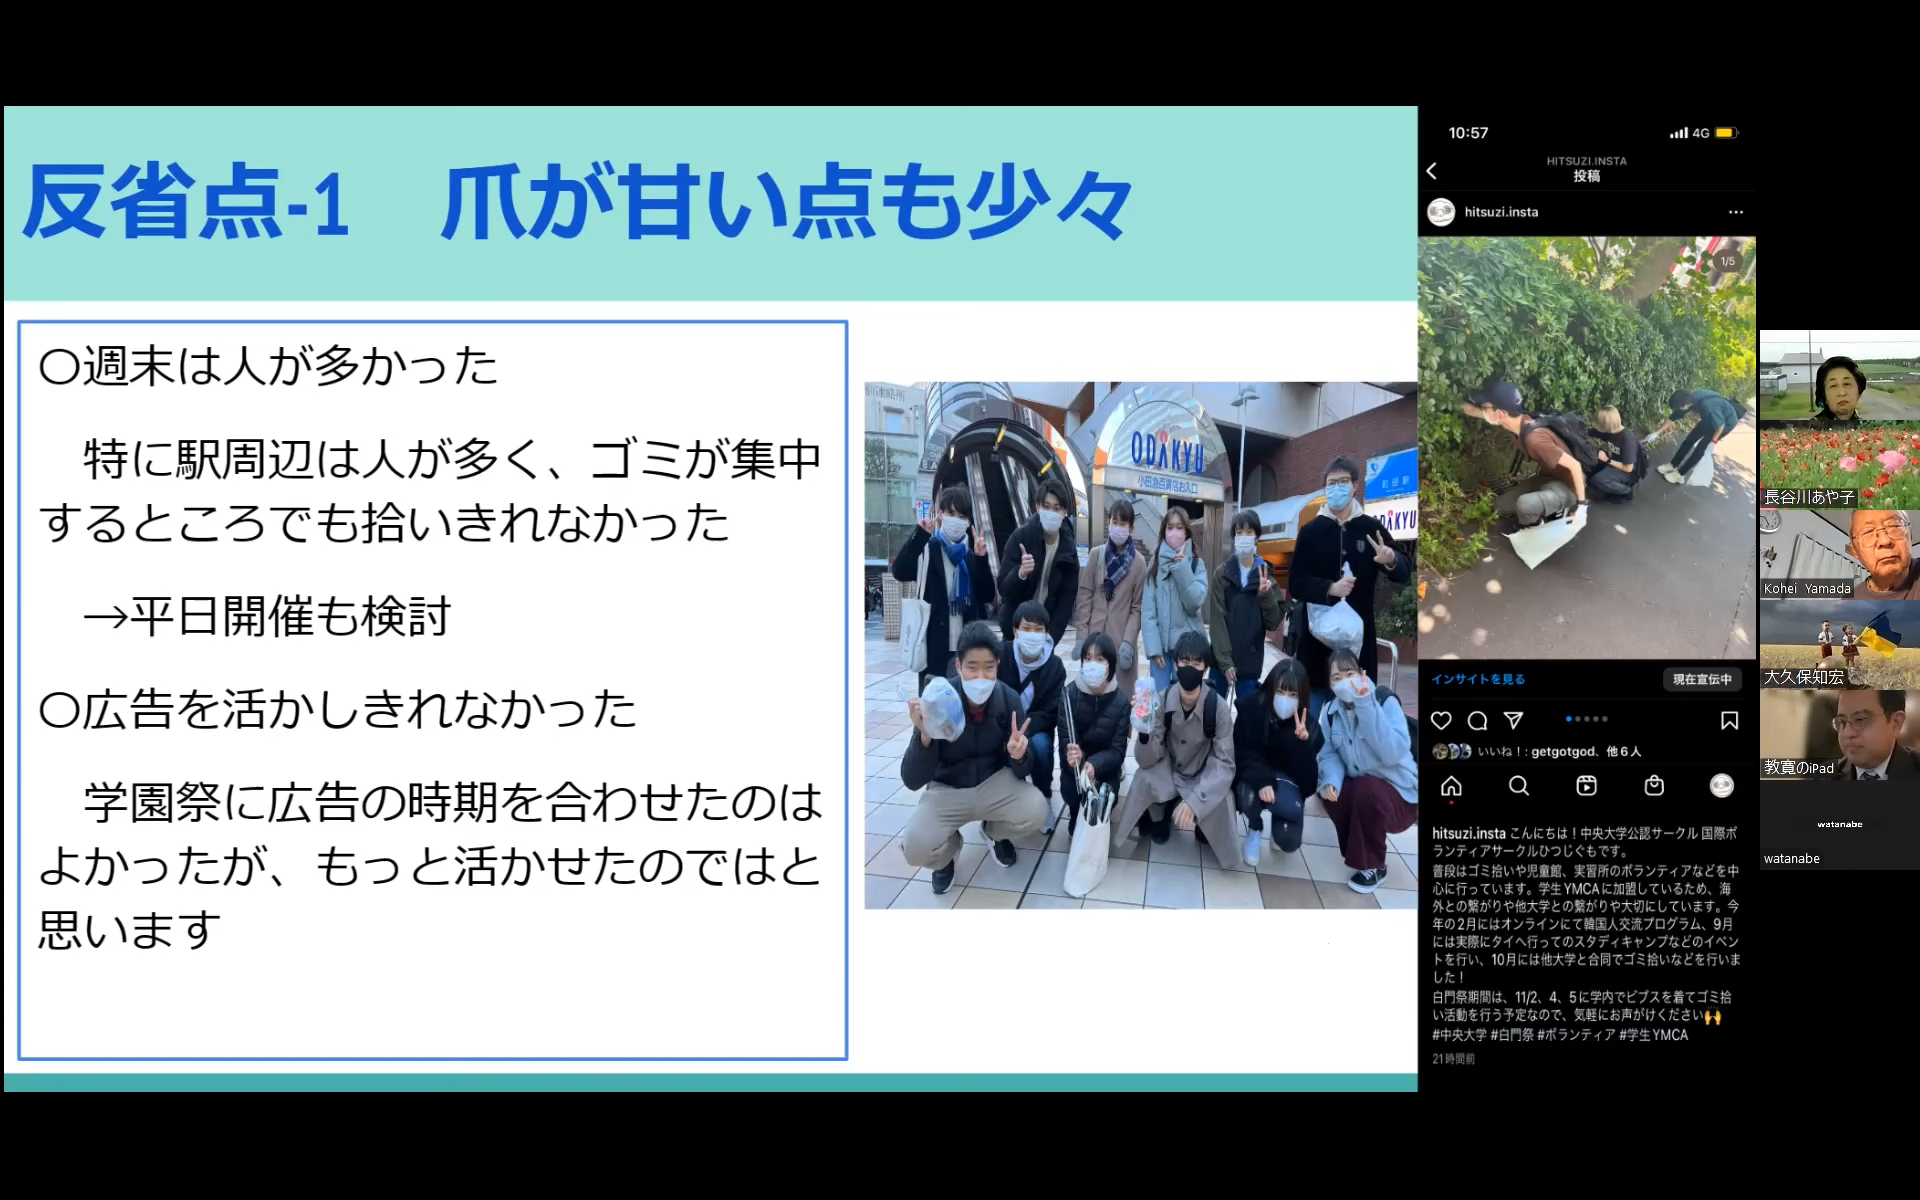 反省点-1 爪が甘い点も少々
〇週末は人が多かった
特に駅周辺は人が多く、ゴミが集中
するところでも拾いきれなかった
→平日開催も検討
〇広告を活かしきれなかった
学園祭に広告の時期を合わせたのは
よかったが、もっと活かせたのではと
思います
ODAKYU
小田急百貨店お入口
町田駅
ODAKYU
10:57
4G
HITSUZI.INSTA
投稿
hitsuzi.insta
1/5
インサイトを見る
現在宣伝中
いいね！: getgotgod、他6人
hitsuzi.insta こんにちは！中央大学公認サークル 国際ボ
ランティアサークルひつじぐもです。
普段はゴミ拾いや児童館、実習所のボランティアなどを中
心に行っています。学生YMCAに加盟しているため、海
外との繋がりや他大学との繋がりや大切にしています。今
年の2月にはオンラインにて韓国人交流プログラム、9月
には実際にタイへ行ってのスタディキャンプなどのイベン
トを行い、10月には他大学と合同でゴミ拾いなどを行いま
した！
白門祭期間は、11/2、4、5に学内でビブスを着てゴミ拾
い活動を行う予定なので、気軽にお声がけください🙌
#中央大学 #白門祭 #ボランティア #学生YMCA
21時間前
長谷川あや子
Kohei Yamada
大久保知宏
教寛のiPad
watanabe
watanabe